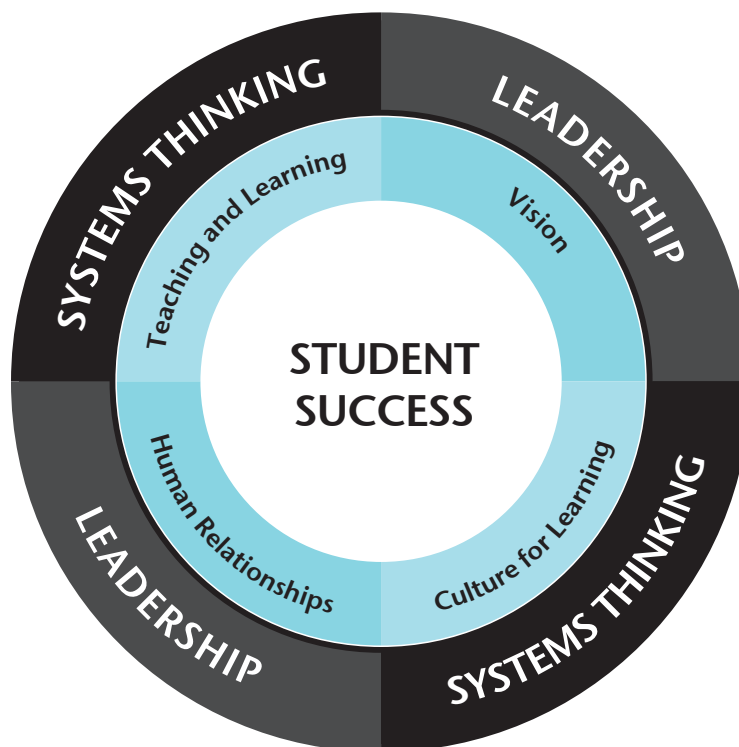 SYSTEMS THINKING
LEADERSHIP
Teaching and Learning
Vision
STUDENT
SUCCESS
Human Relationships
Culture for Learning
LEADERSHIP
SYSTEMS THINKING